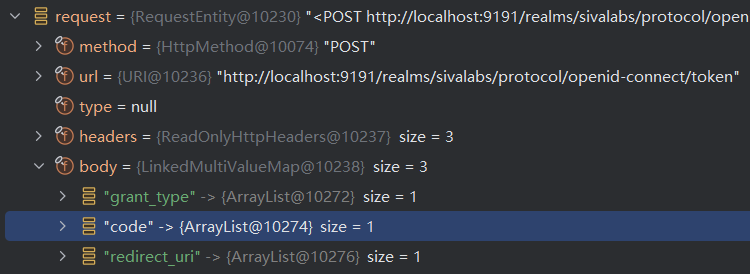 request = {RequestEntity@10230} "<POST http://localhost:9191/realms/sivalabs/protocol/open
method = {HttpMethod@10074} "POST"
url = {URI@10236} "http://localhost:9191/realms/sivalabs/protocol/openid-connect/token"
type = null
headers = {ReadOnlyHttpHeaders@10237} size = 3
body = {LinkedMultiValueMap@10238} size = 3
"grant_type" -> {ArrayList@10272} size = 1
"code" -> {ArrayList@10274} size = 1
"redirect_uri" -> {ArrayList@10276} size = 1